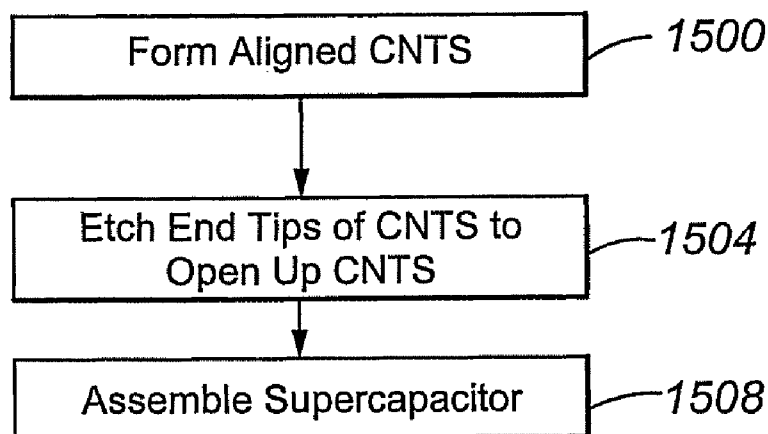 Form Aligned CNTS
1500
Etch End Tips of CNTS to
Open Up CNTS
1504
Assemble Supercapacitor
1508